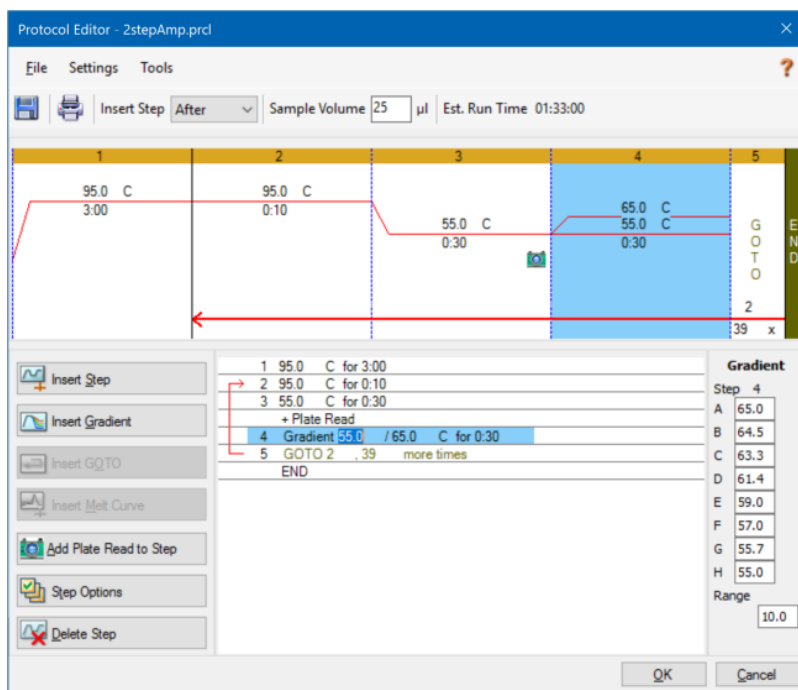 Protocol Editor - 2stepAmp.prcl
File Settings Tools ?
Insert Step After Sample Volume 25 µl Est. Run Time 01:33:00
1 2 3 4 5
95.0 C 95.0 C
3:00 0:10
65.0 C
55.0 C 55.0 C
0:30 0:30
GOTO
END
2
39 x
Insert Step
Insert Gradient
Insert GOTO
Insert Melt Curve
Add Plate Read to Step
Step Options
Delete Step
1 95.0 C for 3:00
2 95.0 C for 0:10
3 55.0 C for 0:30
+ Plate Read
4 Gradient 55.0 / 65.0 C for 0:30
5 GOTO 2 , 39 more times
END
Gradient
Step 4
A 65.0
B 64.5
C 63.3
D 61.4
E 59.0
F 57.0
G 55.7
H 55.0
Range
10.0
OK Cancel